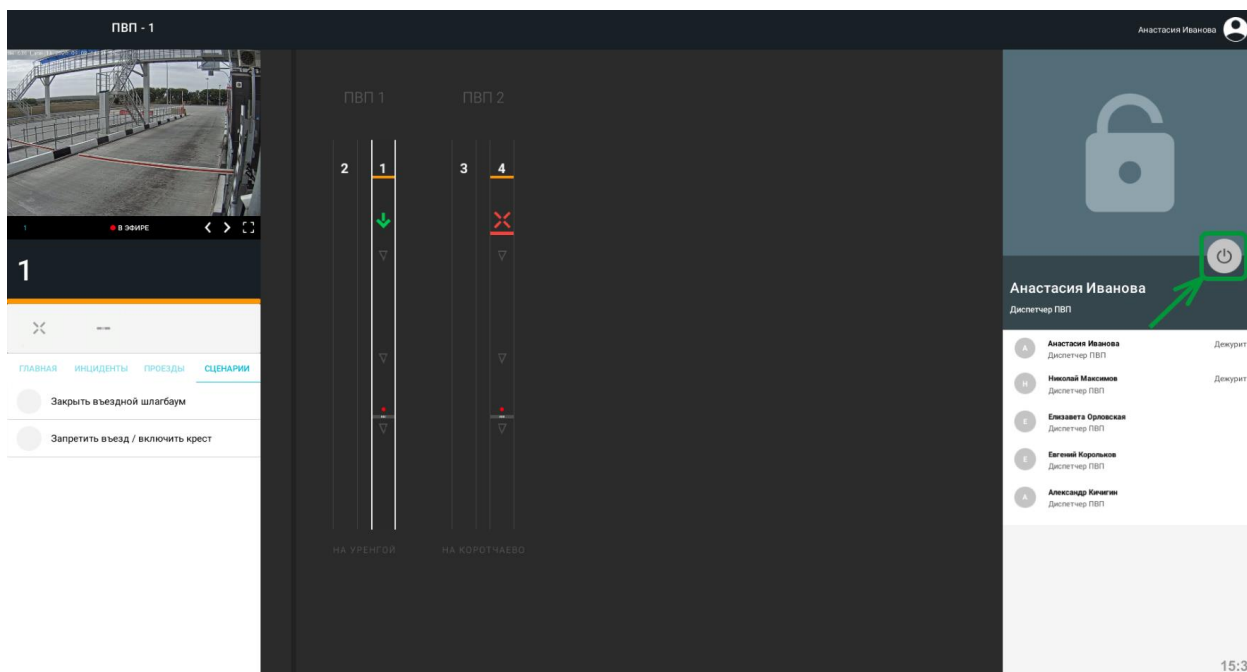 ПВП - 1
Анастасия Иванова
1
В ЭФИРЕ
1
ГЛАВНАЯ ИНЦИДЕНТЫ ПРОЕЗДЫ СЦЕНАРИИ
Закрыть въездной шлагбаум
Запретить въезд / включить крест
ПВП 1 ПВП 2
2 1 3 4
НА УРЕНГОЙ НА КОРОТЧАЕВО
Анастасия Иванова
Диспетчер ПВП
А Анастасия Иванова Дежурит
Диспетчер ПВП
Н Николай Максимов Дежурит
Диспетчер ПВП
Е Елизавета Орловская
Диспетчер ПВП
Е Евгений Корольков
Диспетчер ПВП
А Александр Кичигин
Диспетчер ПВП
15:3